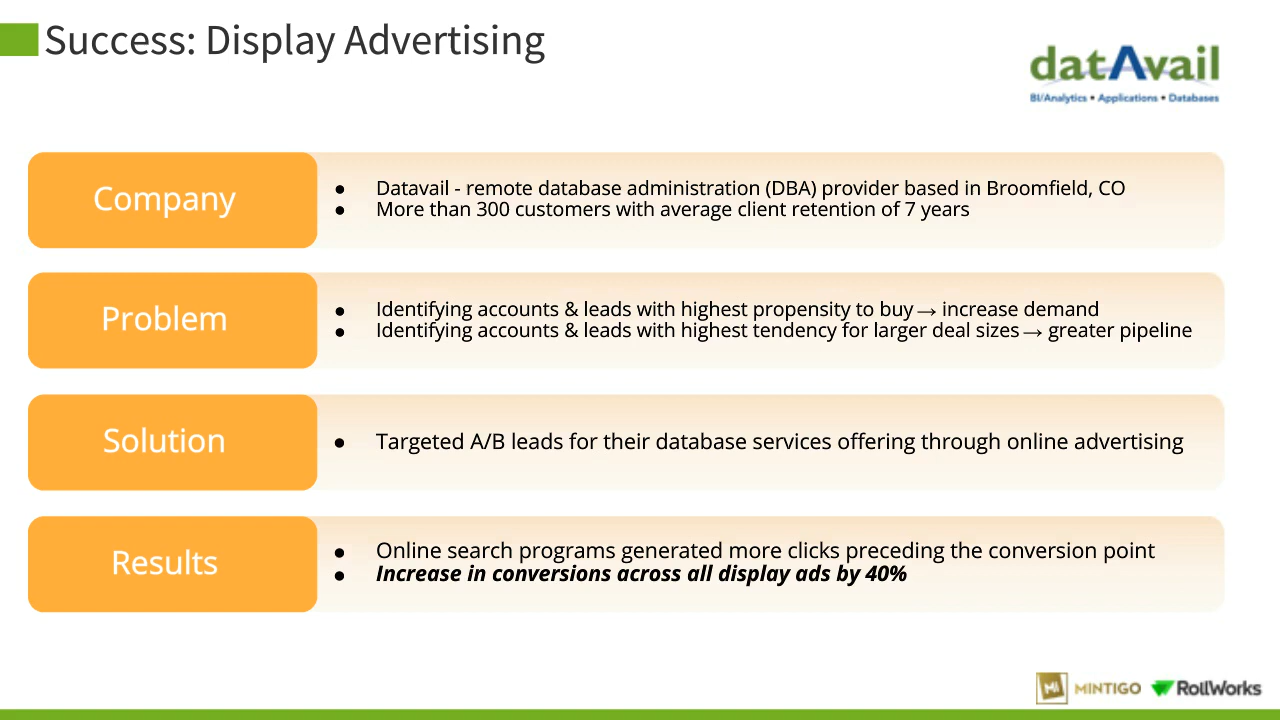 Success: Display Advertising
datAvail
BI/Analytics • Applications • Databases
Company
● Datavail - remote database administration (DBA) provider based in Broomfield, CO
● More than 300 customers with average client retention of 7 years
Problem
● Identifying accounts & leads with highest propensity to buy → increase demand
● Identifying accounts & leads with highest tendency for larger deal sizes → greater pipeline
Solution
● Targeted A/B leads for their database services offering through online advertising
Results
● Online search programs generated more clicks preceding the conversion point
● Increase in conversions across all display ads by 40%
Mi MINTIGO RollWorks